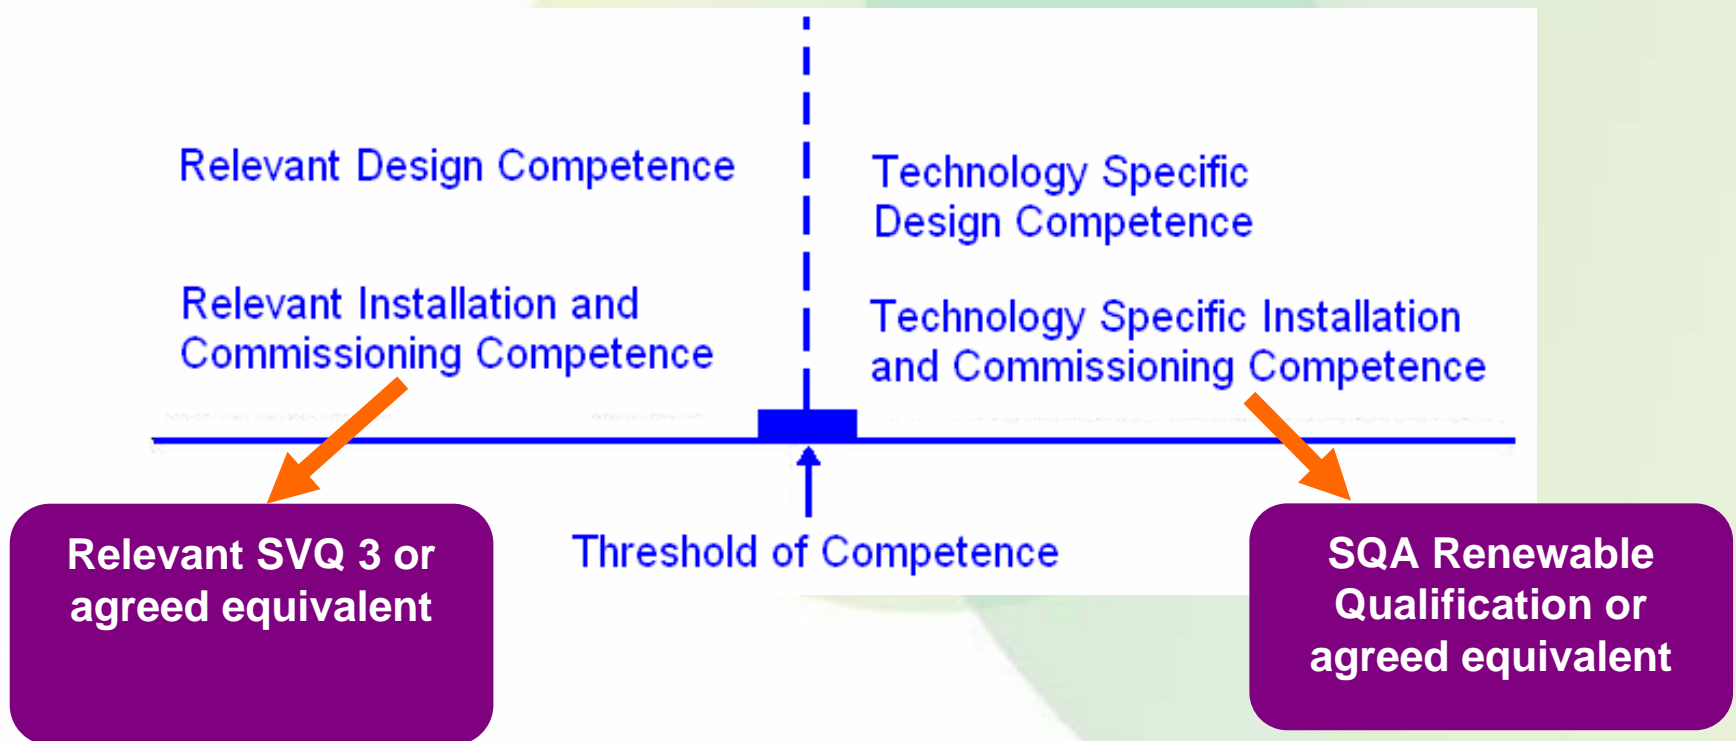 Relevant Design Competence
Technology Specific
Design Competence
Relevant Installation and
Commissioning Competence
Technology Specific Installation
and Commissioning Competence
Threshold of Competence
Relevant SVQ 3 or
agreed equivalent
SQA Renewable
Qualification or
agreed equivalent